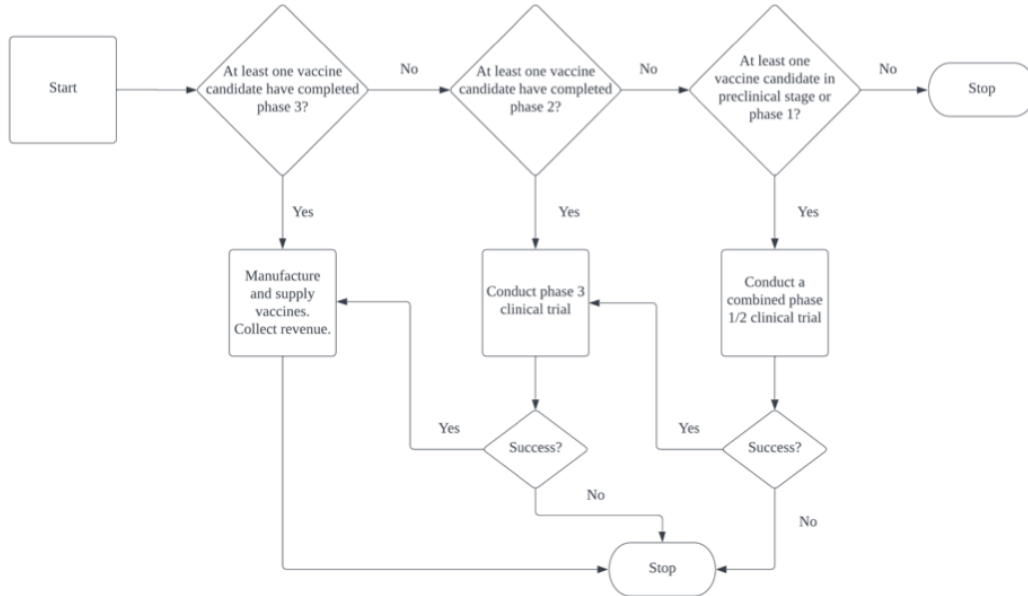 Start
At least one vaccine
candidate have completed
phase 3?
No
At least one vaccine
candidate have completed
phase 2?
No
At least one
vaccine candidate in
preclinical stage or
phase 1?
No
Stop
Yes
Yes
Yes
Manufacture
and supply
vaccines.
Collect revenue.
Conduct phase 3
clinical trial
Conduct a
combined phase
1/2 clinical trial
Yes
Success?
Yes
Success?
No
No
Stop